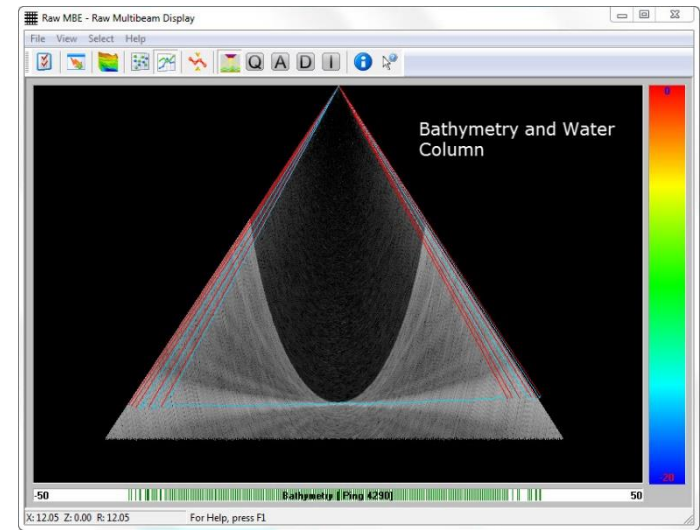 Raw MBE - Raw Multibeam Display
File View Select Help
Q A D I
0
Bathymetry and Water
Column
-20
-50 Bathymetry [ Ping 4290] 50
X: 12.05 Z: 0.00 R: 12.05 For Help, press F1